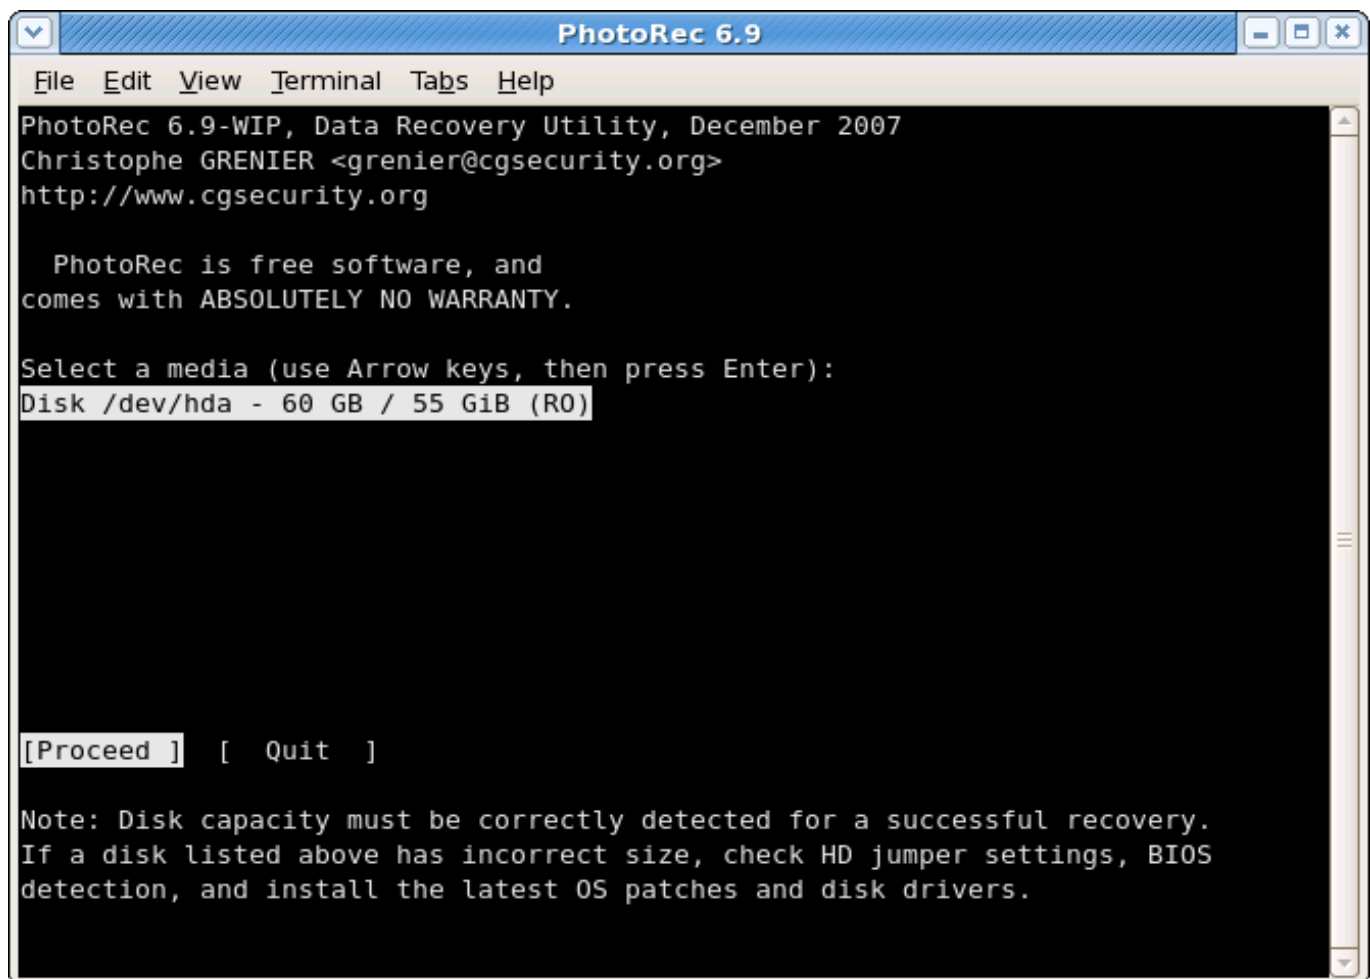 PhotoRec 6.9
File Edit View Terminal Tabs Help
PhotoRec 6.9-WIP, Data Recovery Utility, December 2007
Christophe GRENIER <grenier@cgsecurity.org>
http://www.cgsecurity.org
PhotoRec is free software, and
comes with ABSOLUTELY NO WARRANTY.
Select a media (use Arrow keys, then press Enter):
Disk /dev/hda - 60 GB / 55 GiB (RO)
[Proceed ]  [  Quit  ]
Note: Disk capacity must be correctly detected for a successful recovery.
If a disk listed above has incorrect size, check HD jumper settings, BIOS
detection, and install the latest OS patches and disk drivers.